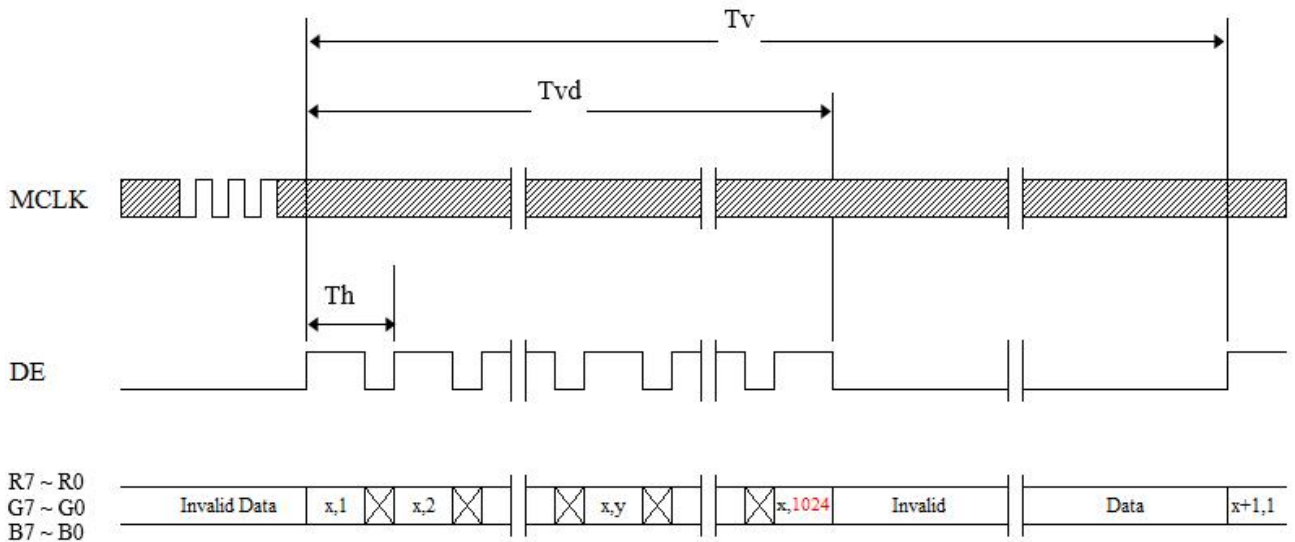 Tv
Tvd
MCLK
Th
DE
R7 ~ R0
G7 ~ G0
B7 ~ B0
Invalid Data x,1 x,2 x,y x,1024 Invalid Data x+1,1